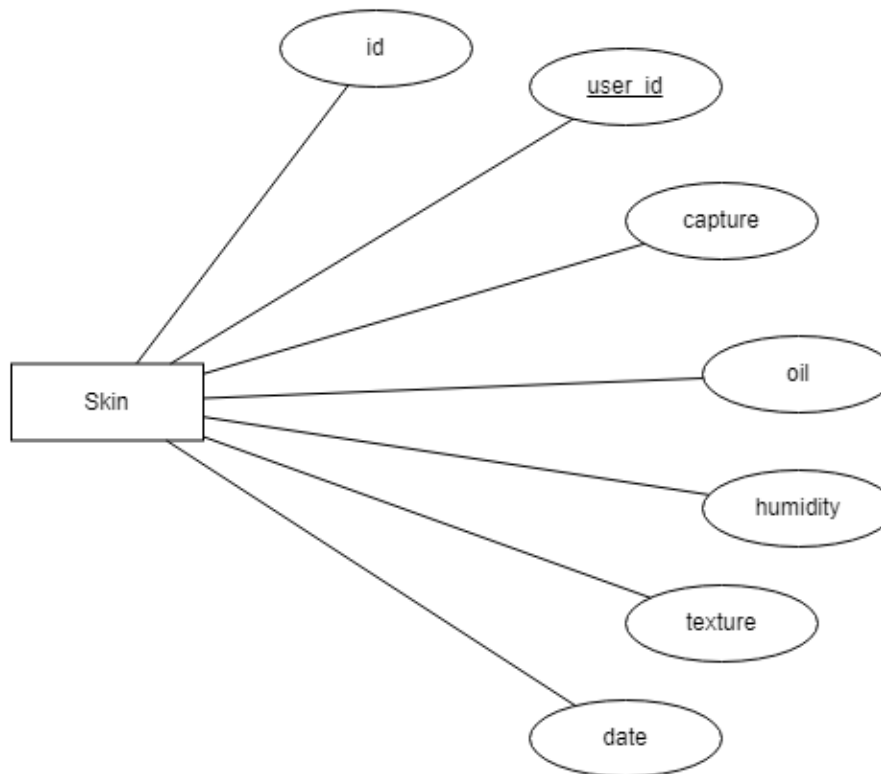 id
user_id
capture
oil
Skin
humidity
texture
date